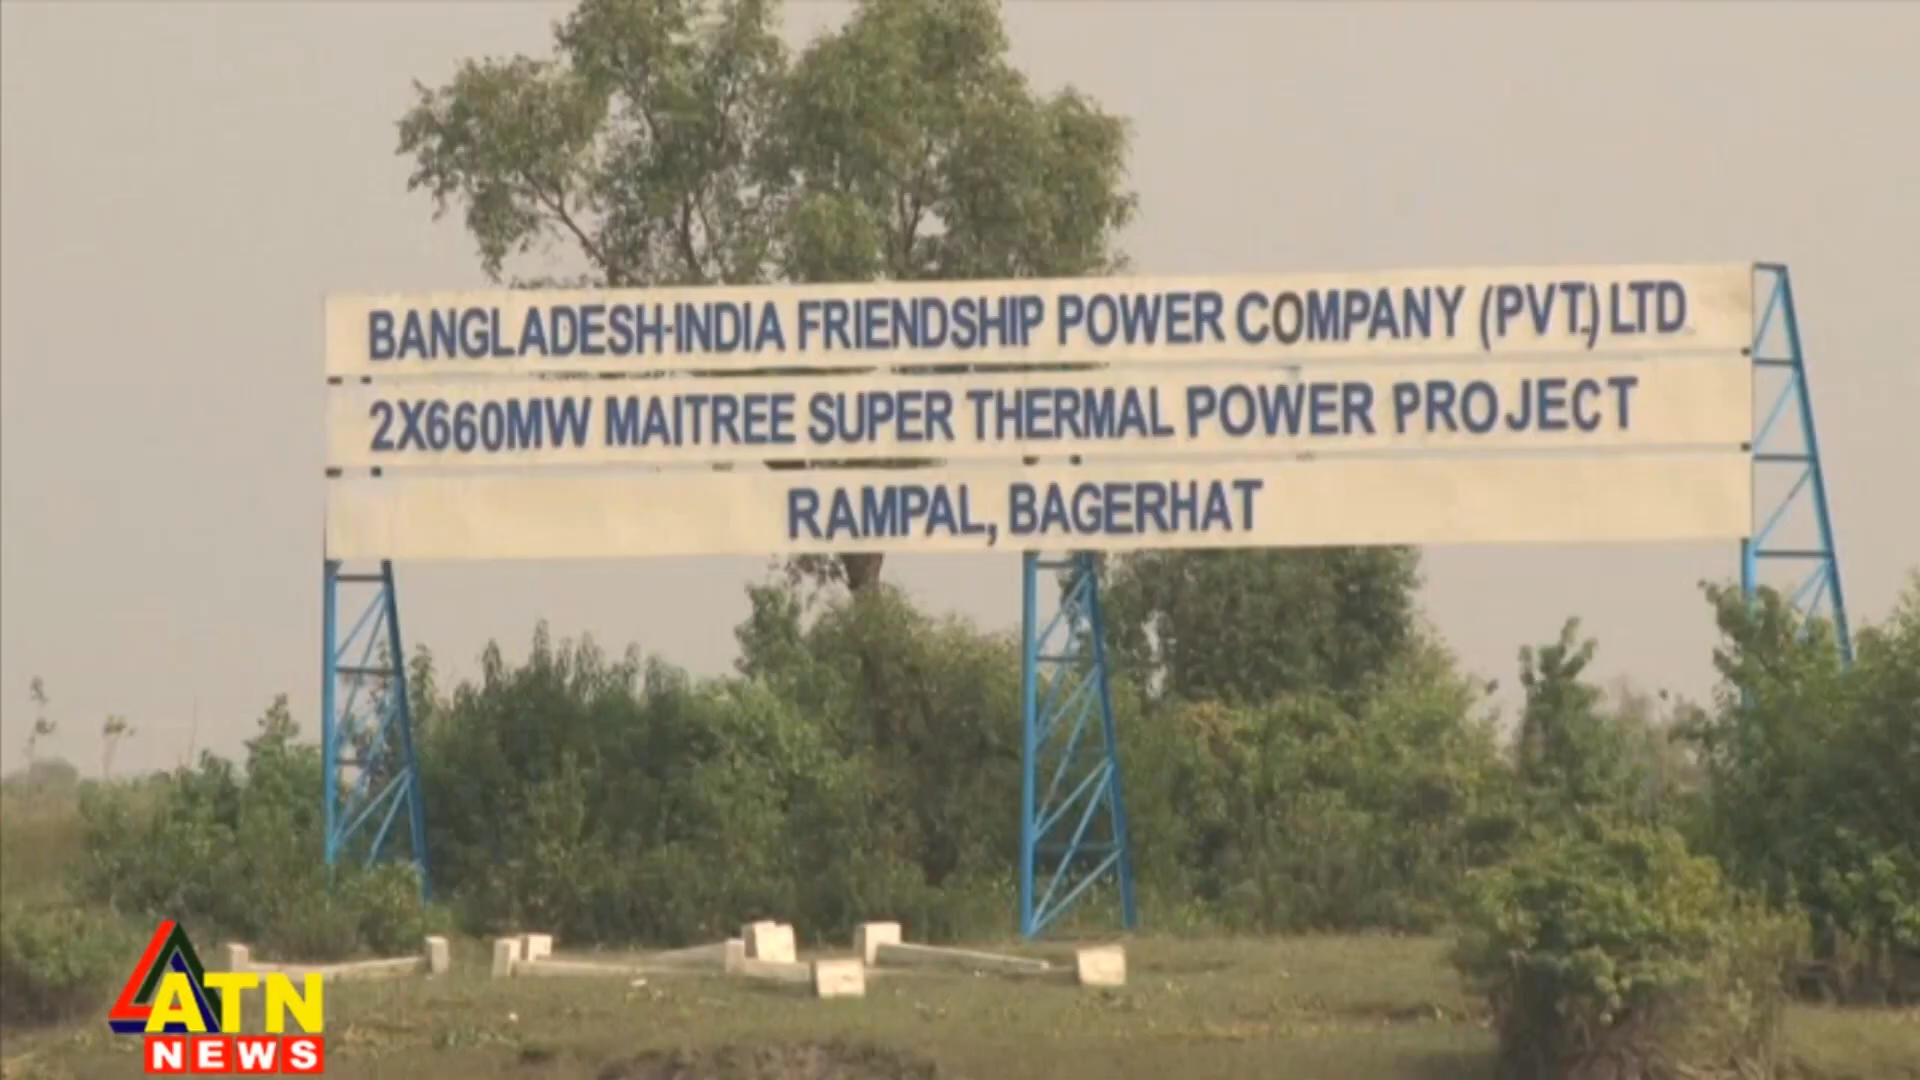 BANGLADESH-INDIA FRIENDSHIP POWER COMPANY (PVT.) LTD
2X660MW MAITREE SUPER THERMAL POWER PROJECT
RAMPAL, BAGERHAT
ATN
NEWS